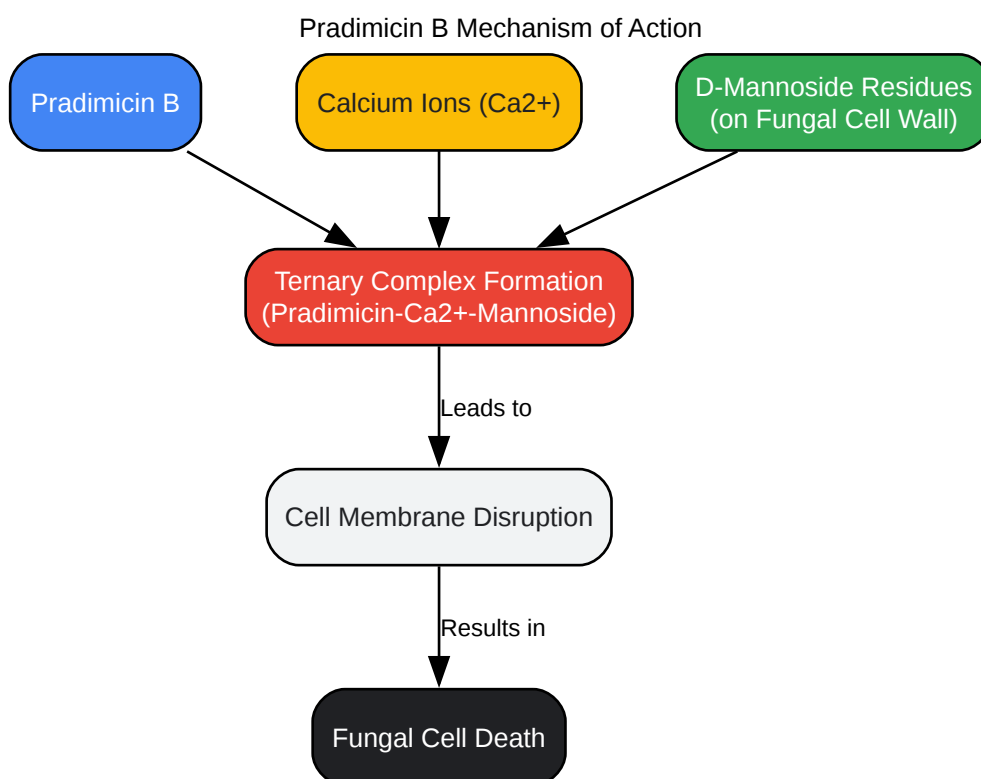 Pradimicin B Mechanism of Action
Pradimicin B
Calcium Ions (Ca2+)
D-Mannoside Residues
(on Fungal Cell Wall)
Ternary Complex Formation
(Pradimicin-Ca2+-Mannoside)
Leads to
Cell Membrane Disruption
Results in
Fungal Cell Death